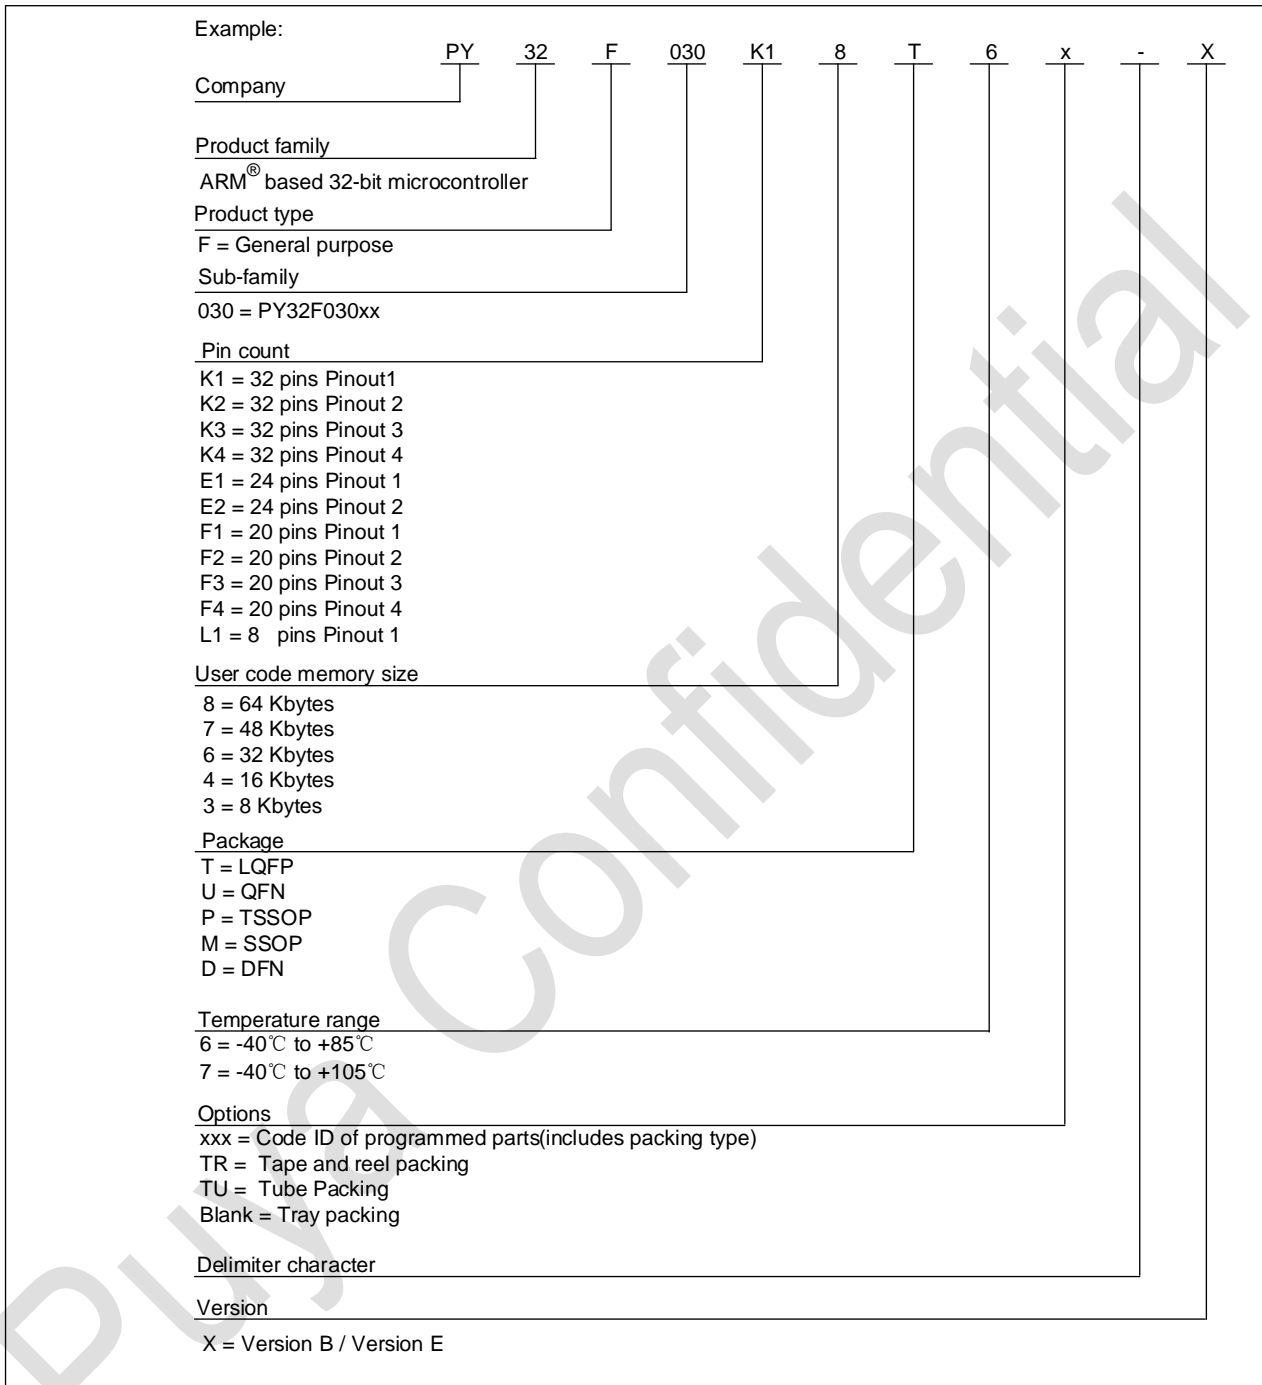 Example:
PY 32 F 030 K1 8 T 6 x - X
Company
Product family
ARM® based 32-bit microcontroller
Product type
F = General purpose
Sub-family
030 = PY32F030xx
Pin count
K1 = 32 pins Pinout1
K2 = 32 pins Pinout 2
K3 = 32 pins Pinout 3
K4 = 32 pins Pinout 4
E1 = 24 pins Pinout 1
E2 = 24 pins Pinout 2
F1 = 20 pins Pinout 1
F2 = 20 pins Pinout 2
F3 = 20 pins Pinout 3
F4 = 20 pins Pinout 4
L1 = 8 pins Pinout 1
User code memory size
8 = 64 Kbytes
7 = 48 Kbytes
6 = 32 Kbytes
4 = 16 Kbytes
3 = 8 Kbytes
Package
T = LQFP
U = QFN
P = TSSOP
M = SSOP
D = DFN
Temperature range
6 = -40℃ to +85℃
7 = -40℃ to +105℃
Options
xxx = Code ID of programmed parts(includes packing type)
TR = Tape and reel packing
TU = Tube Packing
Blank = Tray packing
Delimiter character
Version
X = Version B / Version E
Puya Confidential